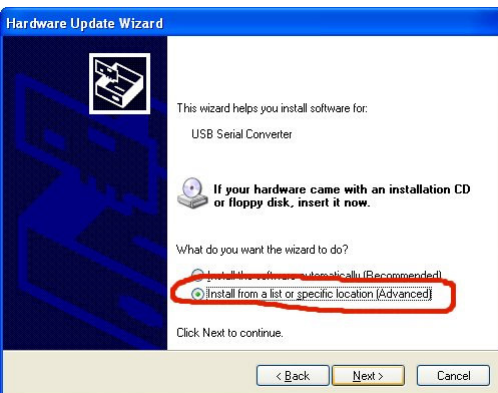 Hardware Update Wizard
This wizard helps you install software for:
USB Serial Converter
If your hardware came with an installation CD
or floppy disk, insert it now.
What do you want the wizard to do?
Install the software automatically (Recommended)
Install from a list or specific location (Advanced)
Click Next to continue.
< Back
Next >
Cancel